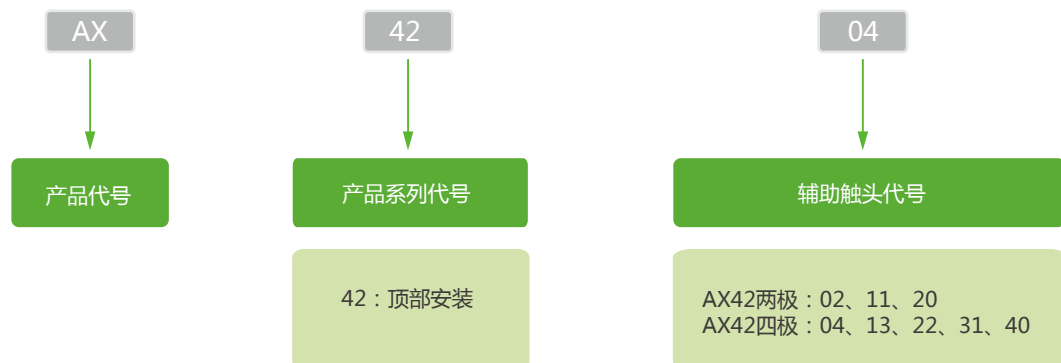 AX
42
04
产品代号
产品系列代号
辅助触头代号
42：顶部安装
AX42两极：02、11、20
AX42四极：04、13、22、31、40